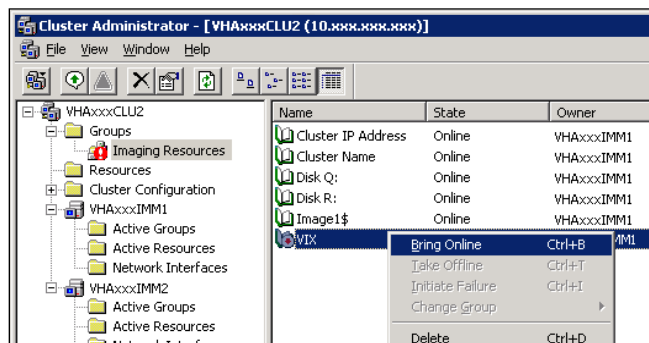 Cluster Administrator - [VHAxxxCLU2 (10.xxx.xxx.xxx)]
File View Window Help
VHAxxxCLU2
Groups
Imaging Resources
Resources
Cluster Configuration
VHAxxxIMM1
Active Groups
Active Resources
Network Interfaces
VHAxxxIMM2
Active Groups
Active Resources
Name State Owner
Cluster IP Address Online VHAxxxIMM1
Cluster Name Online VHAxxxIMM1
Disk Q: Online VHAxxxIMM1
Disk R: Online VHAxxxIMM1
Image1$ Online VHAxxxIMM1
VIX MM1
Bring Online Ctrl+B
Take Offline Ctrl+T
Initiate Failure Ctrl+I
Change Group
Delete Ctrl+D